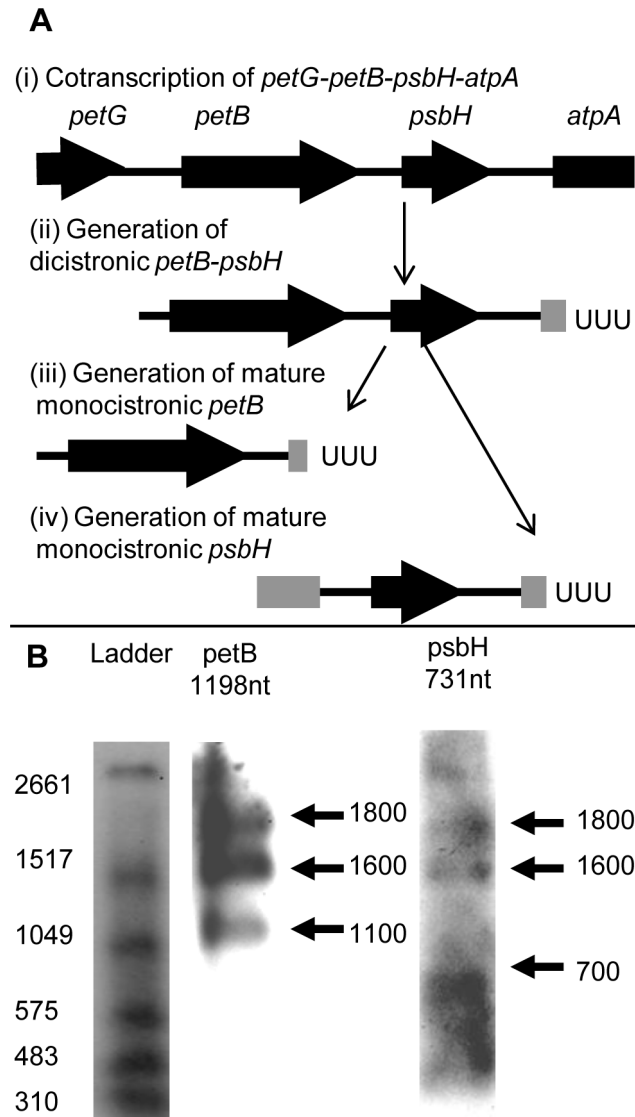 A
(i) Cotranscription of petG-petB-psbH-atpA
petG petB psbH atpA
(ii) Generation of
dicistronic petB-psbH
UUU
(iii) Generation of mature
monocistronic petB
UUU
(iv) Generation of mature
monocistronic psbH
UUU
B
Ladder petB psbH
1198nt 731nt
2661
1517
1049
575
483
310
1800
1600
1100
1800
1600
700